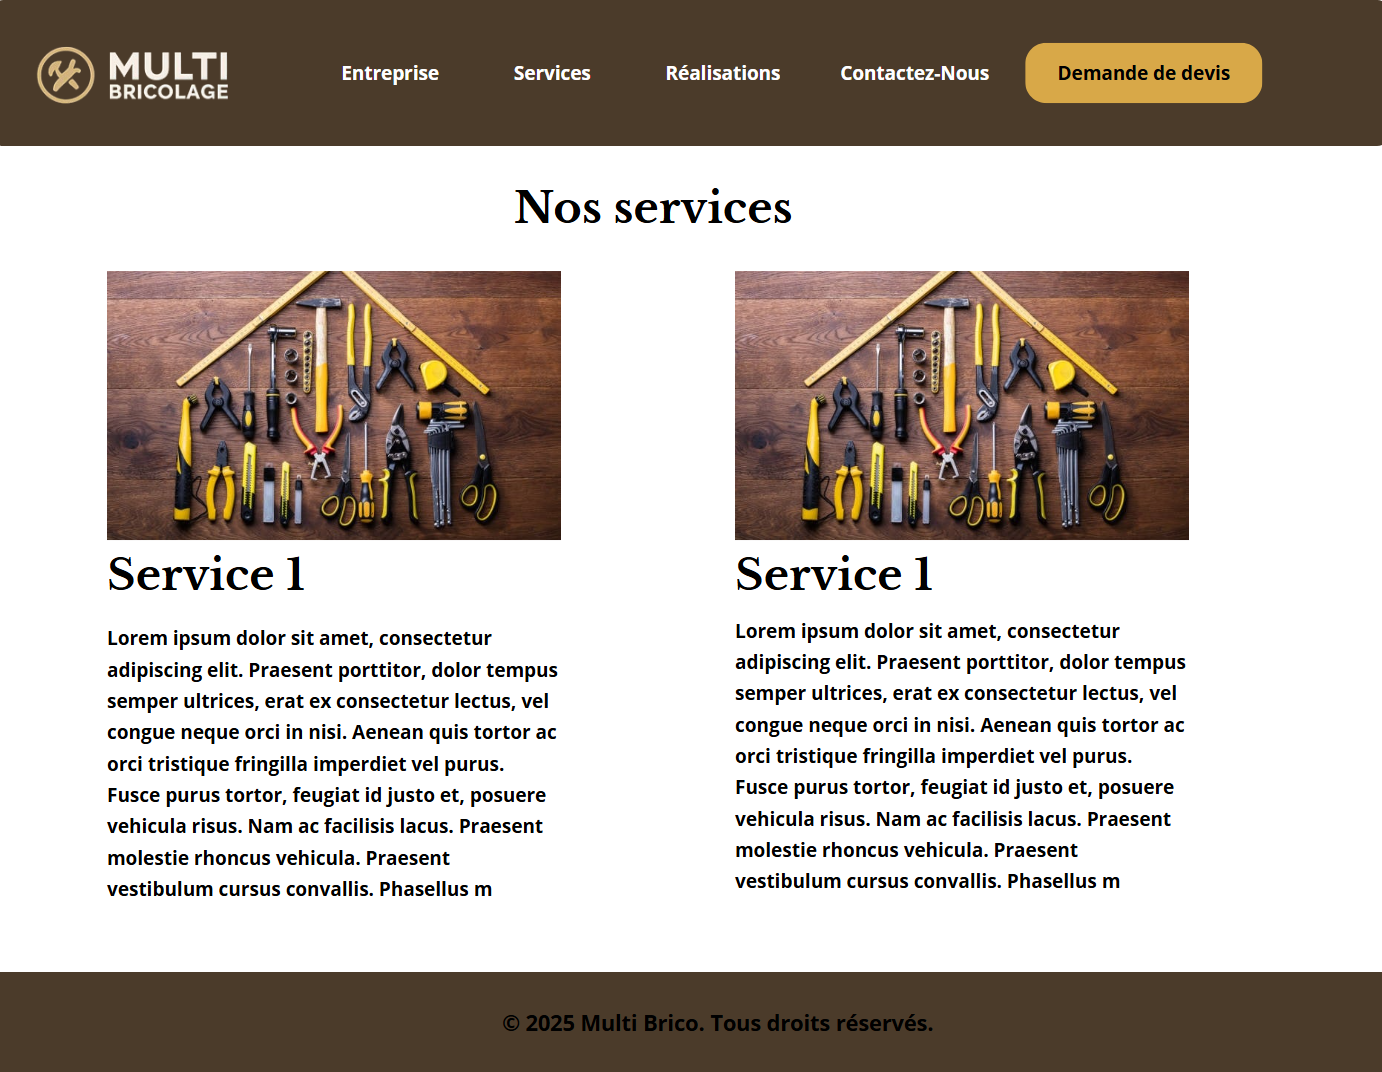 MULTI
BRICOLAGE
Entreprise
Services
Réalisations
Contactez-Nous
Demande de devis
Nos services
Service 1
Lorem ipsum dolor sit amet, consectetur
adipiscing elit. Praesent porttitor, dolor tempus
semper ultrices, erat ex consectetur lectus, vel
congue neque orci in nisi. Aenean quis tortor ac
orci tristique fringilla imperdiet vel purus.
Fusce purus tortor, feugiat id justo et, posuere
vehicula risus. Nam ac facilisis lacus. Praesent
molestie rhoncus vehicula. Praesent
vestibulum cursus convallis. Phasellus m
Service 1
Lorem ipsum dolor sit amet, consectetur
adipiscing elit. Praesent porttitor, dolor tempus
semper ultrices, erat ex consectetur lectus, vel
congue neque orci in nisi. Aenean quis tortor ac
orci tristique fringilla imperdiet vel purus.
Fusce purus tortor, feugiat id justo et, posuere
vehicula risus. Nam ac facilisis lacus. Praesent
molestie rhoncus vehicula. Praesent
vestibulum cursus convallis. Phasellus m
© 2025 Multi Brico. Tous droits réservés.